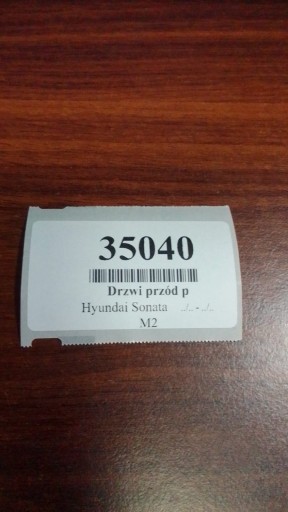 35040
Drzwi przód p
Hyundai Sonata ../.. - ../..
M2